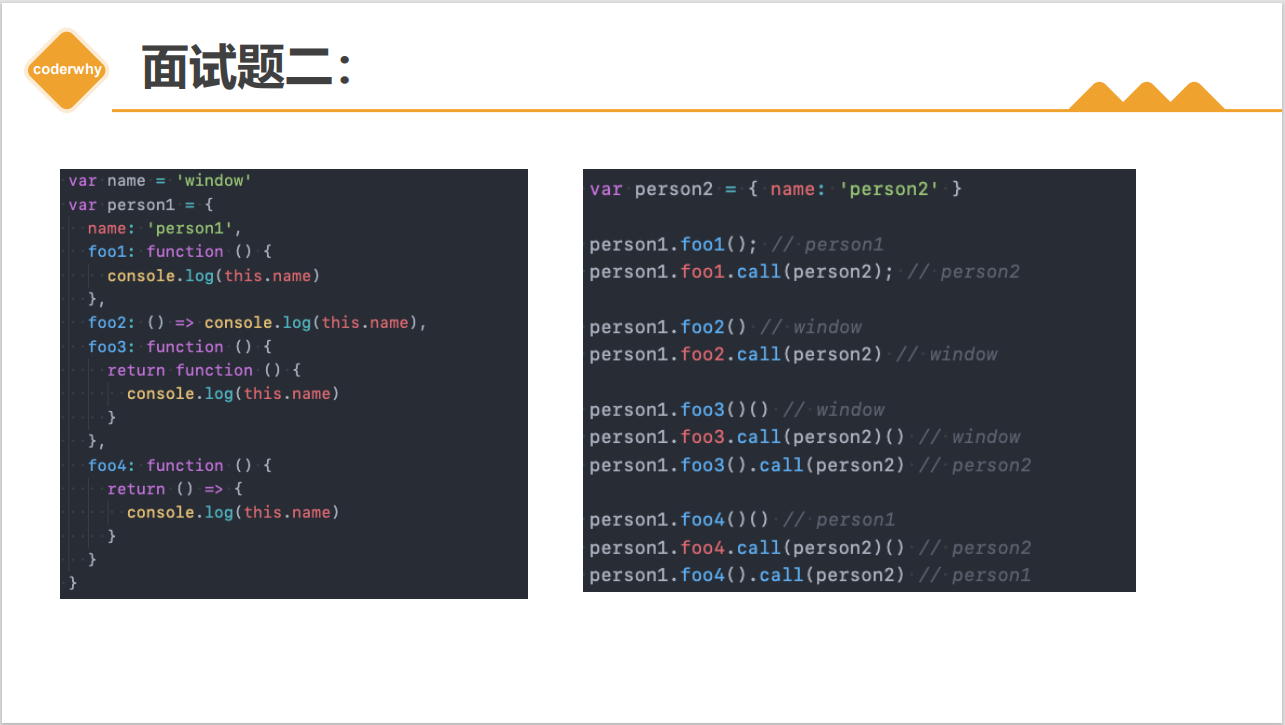 coderwhy
面试题二：
var name = 'window'
var person1 = {
  name: 'person1',
  foo1: function () {
    console.log(this.name)
  },
  foo2: () => console.log(this.name),
  foo3: function () {
    return function () {
      console.log(this.name)
    }
  },
  foo4: function () {
    return () => {
      console.log(this.name)
    }
  }
}
var person2 = { name: 'person2' }
person1.foo1(); // person1
person1.foo1.call(person2); // person2
person1.foo2() // window
person1.foo2.call(person2) // window
person1.foo3()() // window
person1.foo3.call(person2)() // window
person1.foo3().call(person2) // person2
person1.foo4()() // person1
person1.foo4.call(person2)() // person2
person1.foo4().call(person2) // person1